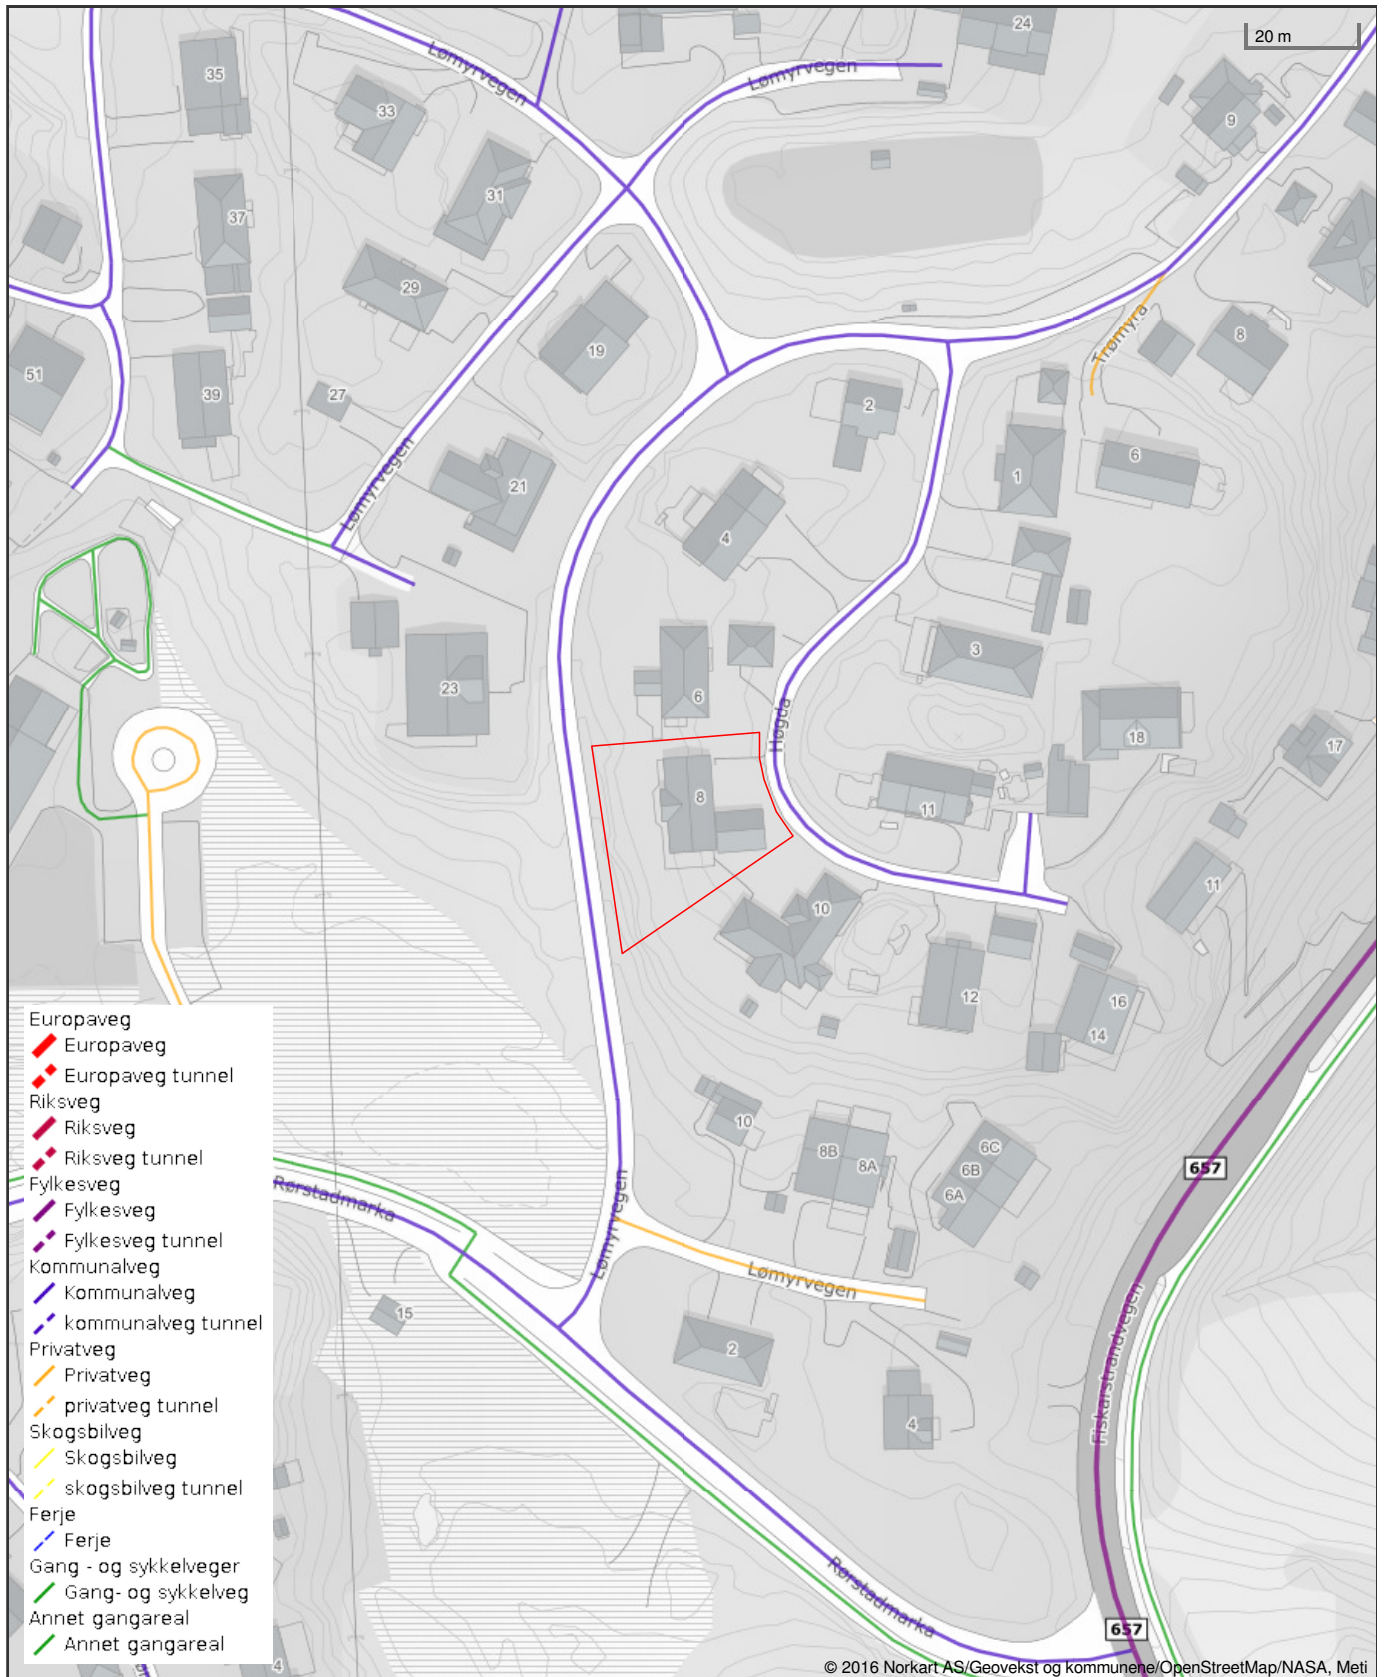 24
20 m
Lømyrvegen
Lømyrvegen
35
33
9
31
37
29
Trømyra
8
19
51
39
27
2
Lømyrvegen
21
1
6
4
3
23
6
Høgda
18
17
8
11
11
10
12
16
14
Europaveg
Europaveg
Europaveg tunnel
Riksveg
Riksveg
Riksveg tunnel
Fylkesveg
Fylkesveg
Fylkesveg tunnel
Kommunalveg
Kommunalveg
kommunalveg tunnel
Privatveg
Privatveg
privatveg tunnel
Skogsbilveg
Skogsbilveg
skogsbilveg tunnel
Ferje
Ferje
Gang - og sykkelveger
Gang- og sykkelveg
Annet gangareal
Annet gangareal
10
8B
8A
6C
6B
6A
657
Rørstadmarka
Lømyrvegen
Lømyrvegen
15
2
Fiskarstrandvegen
4
Rørstadmarka
657
4
© 2016 Norkart AS/Geovekst og kommunene/OpenStreetMap/NASA, Meti